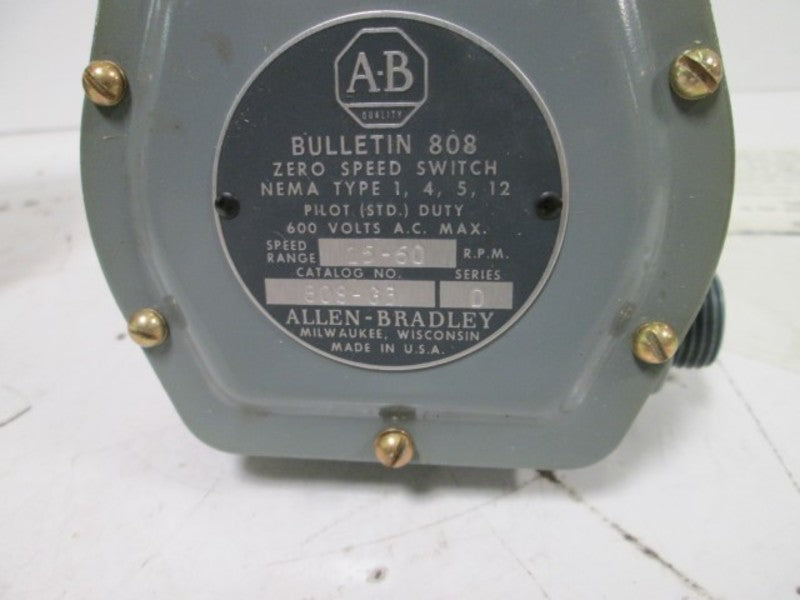 A-B
QUALITY
BULLETIN 808
ZERO SPEED SWITCH
NEMA TYPE 1, 4, 5, 12
PILOT (STD.) DUTY
600 VOLTS A.C. MAX.
SPEED RANGE 15-60 R.P.M.
CATALOG NO. SERIES
D
ALLEN-BRADLEY
MILWAUKEE, WISCONSIN
MADE IN U.S.A.